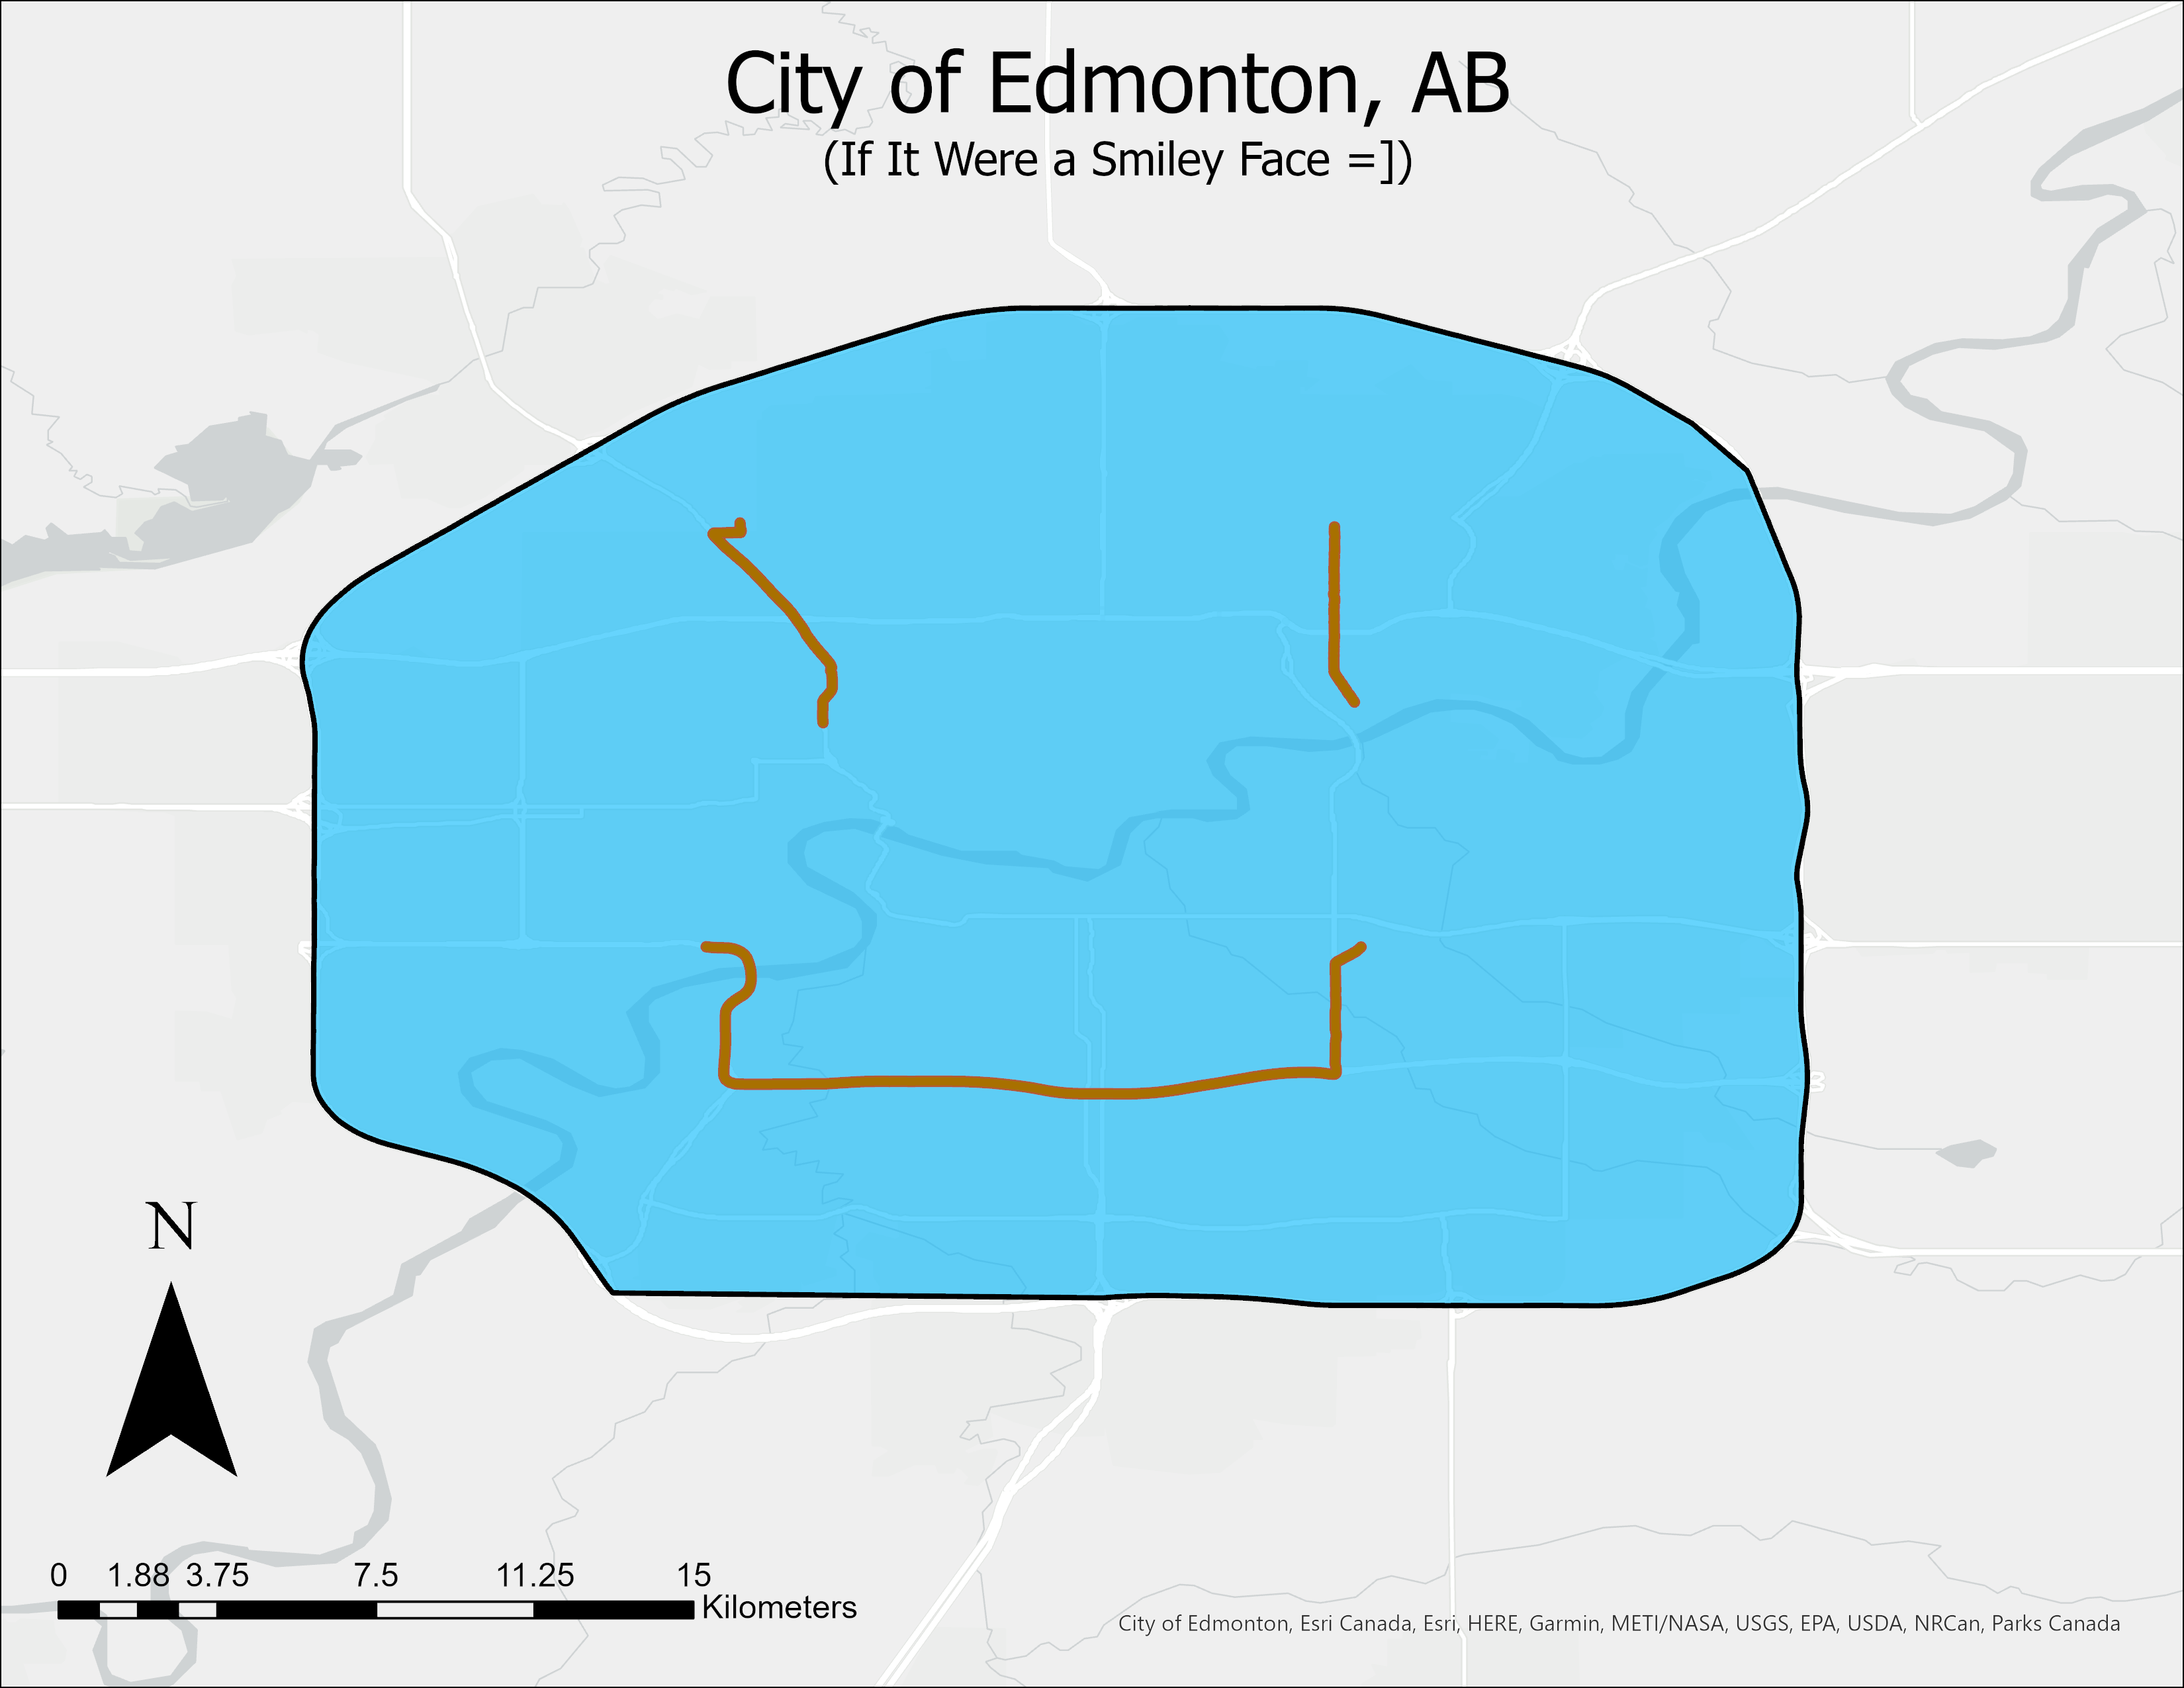 City of Edmonton, AB
(If It Were a Smiley Face =])
N
0 1.88 3.75 7.5 11.25 15
Kilometers
City of Edmonton, Esri Canada, Esri, HERE, Garmin, METI/NASA, USGS, EPA, USDA, NRCan, Parks Canada